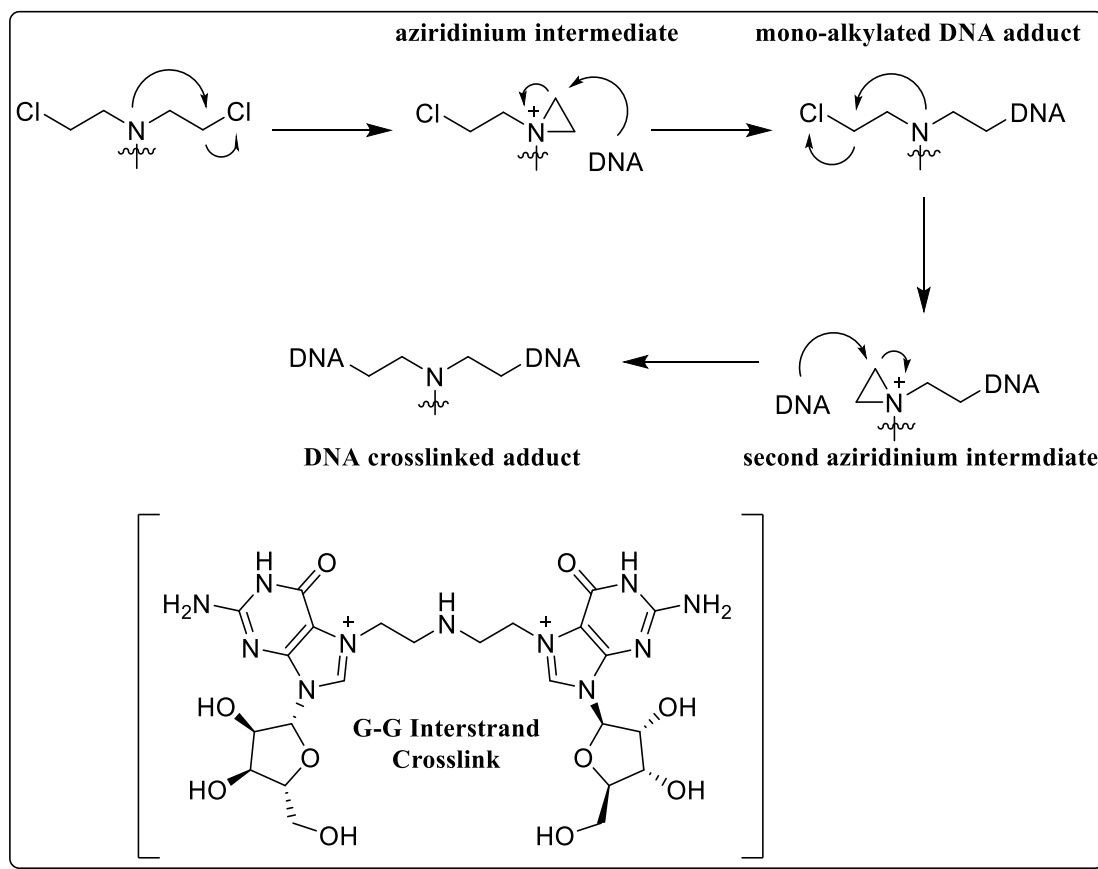 aziridinium intermediate
mono-alkylated DNA adduct
Cl
N
Cl
Cl
N
+
DNA
Cl
N
DNA
DNA
N
DNA
DNA
N
+
DNA
DNA crosslinked adduct
second aziridinium intermdiate
H
N
O
H2N
N
N
+
N
H
N
O
H
N
NH2
N
N
+
N
HO
HO
O
OH
G-G Interstrand
Crosslink
OH
OH
O
HO